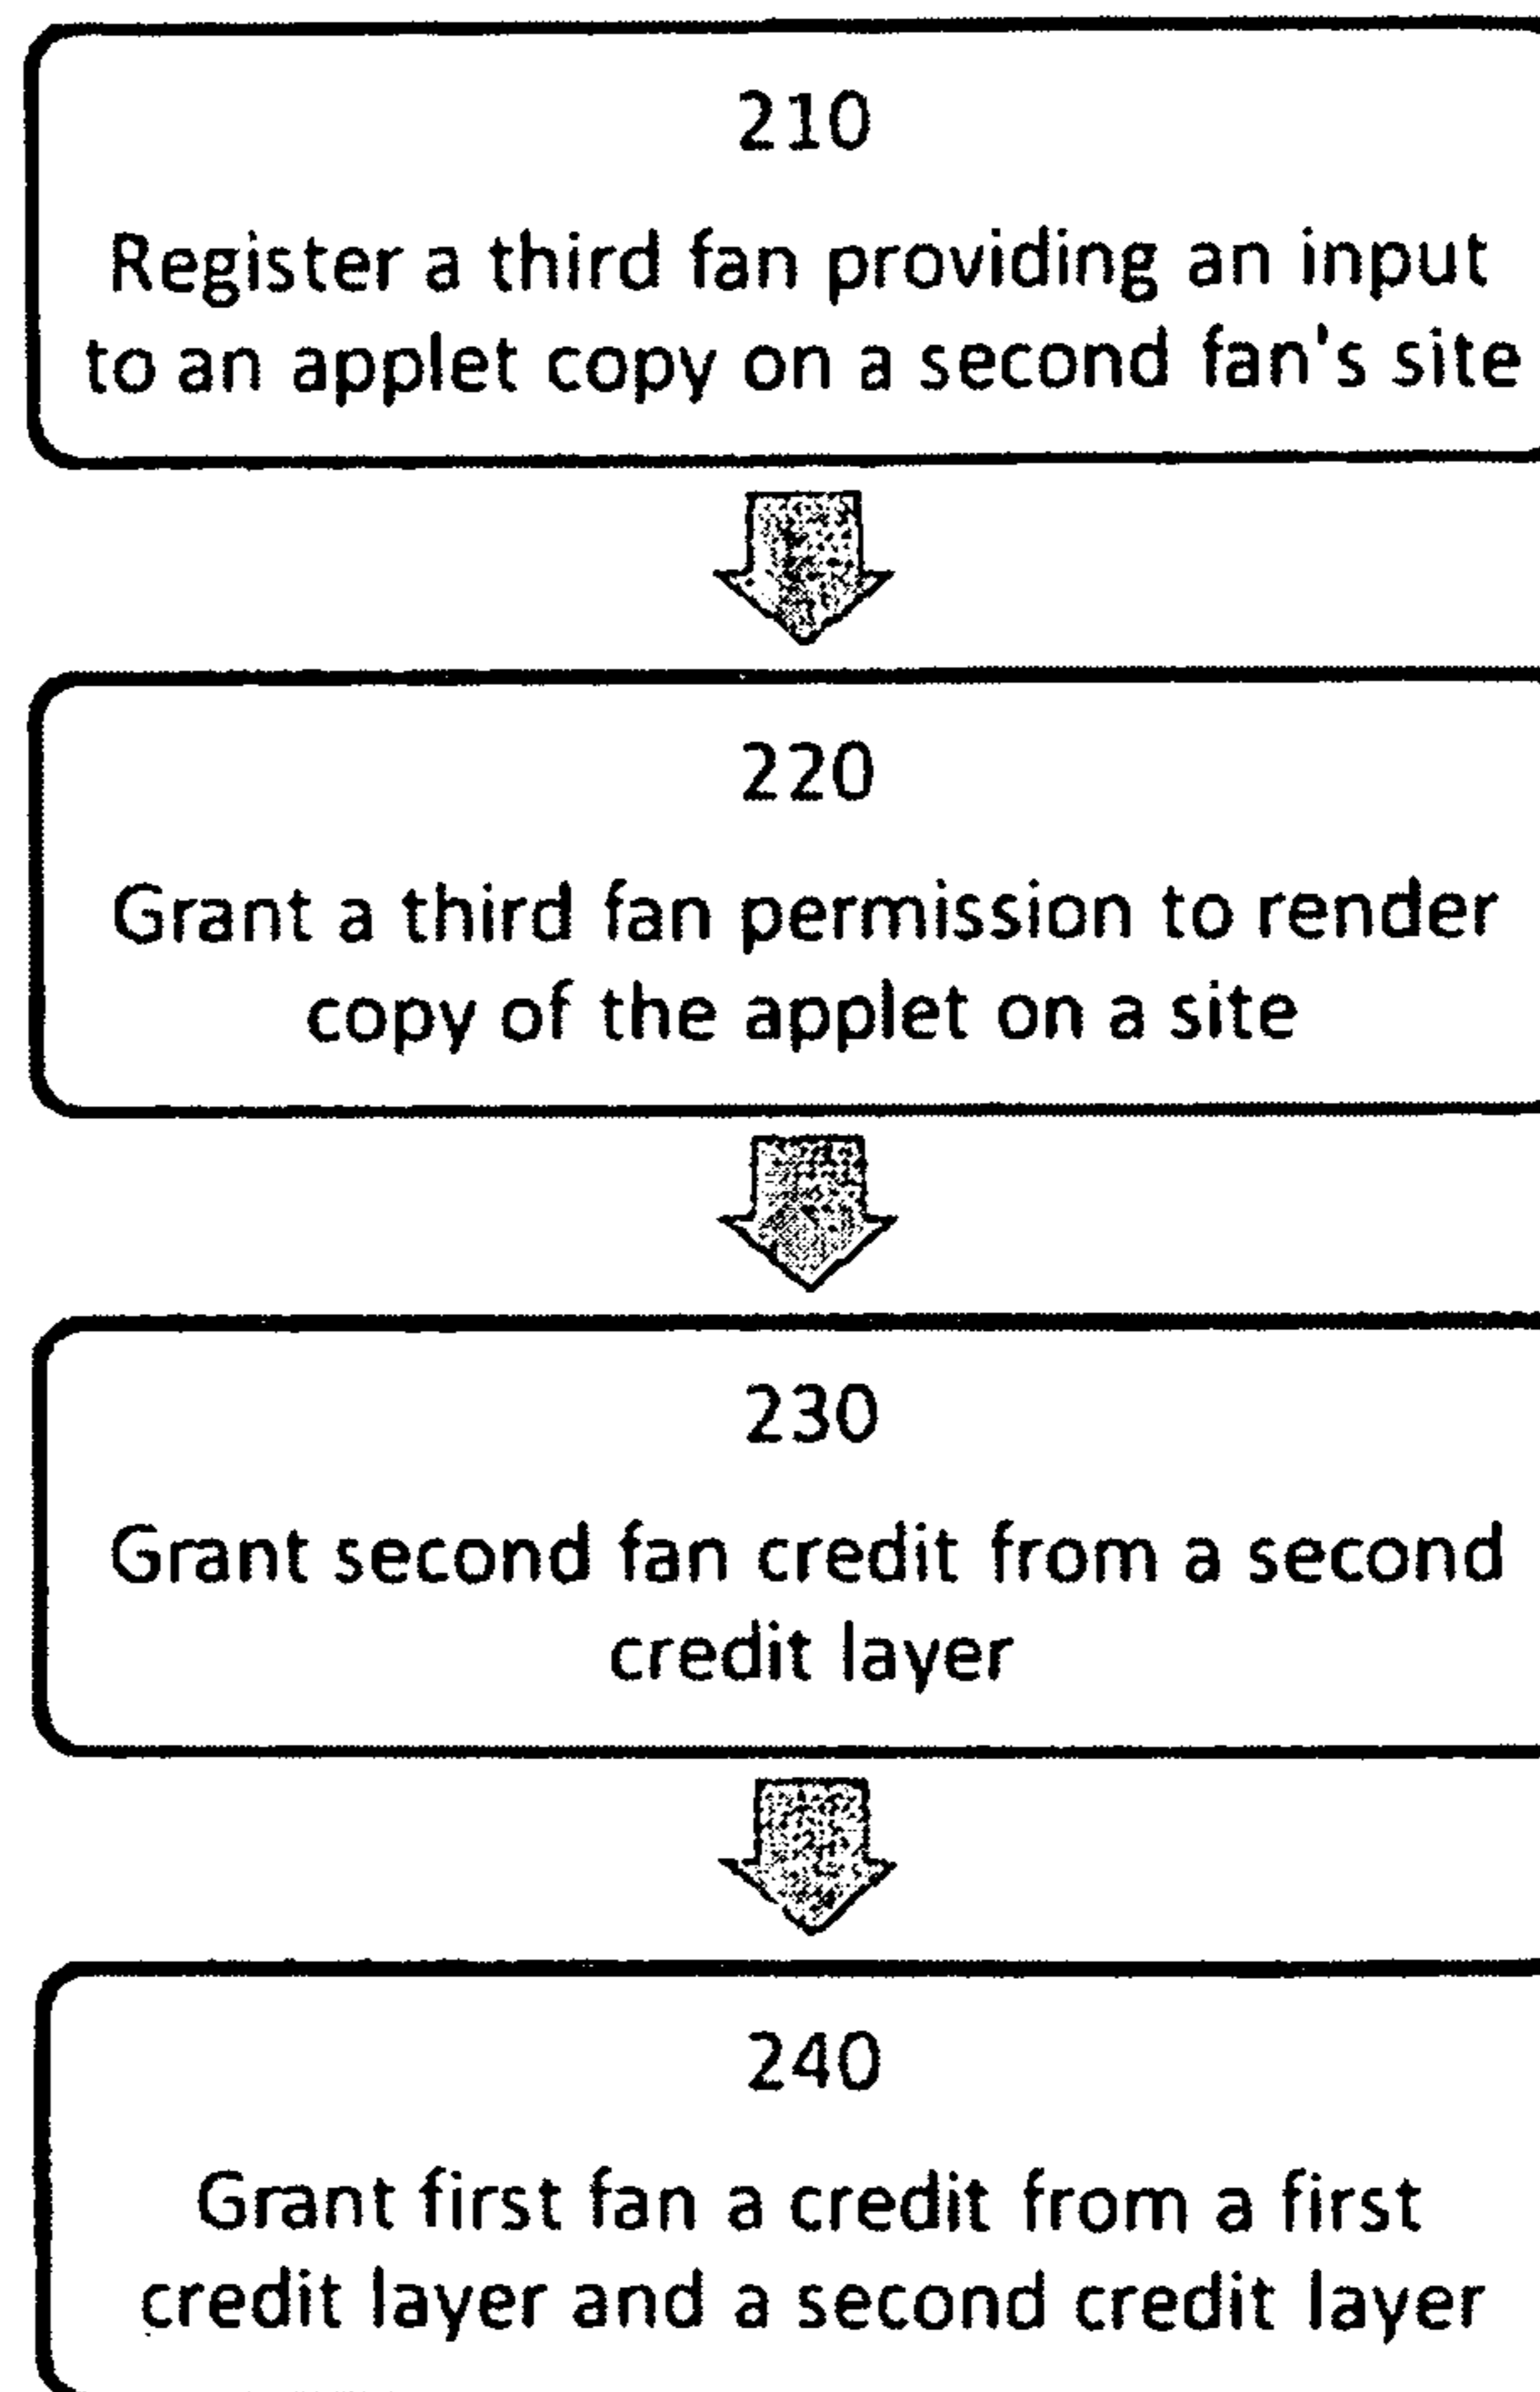 210
Register a third fan providing an input
to an applet copy on a second fan's site
220
Grant a third fan permission to render
copy of the applet on a site
230
Grant second fan credit from a second
credit layer
240
Grant first fan a credit from a first
credit layer and a second credit layer